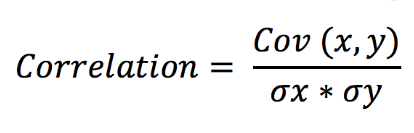 Correlation = Cov (x, y)
σx * σy